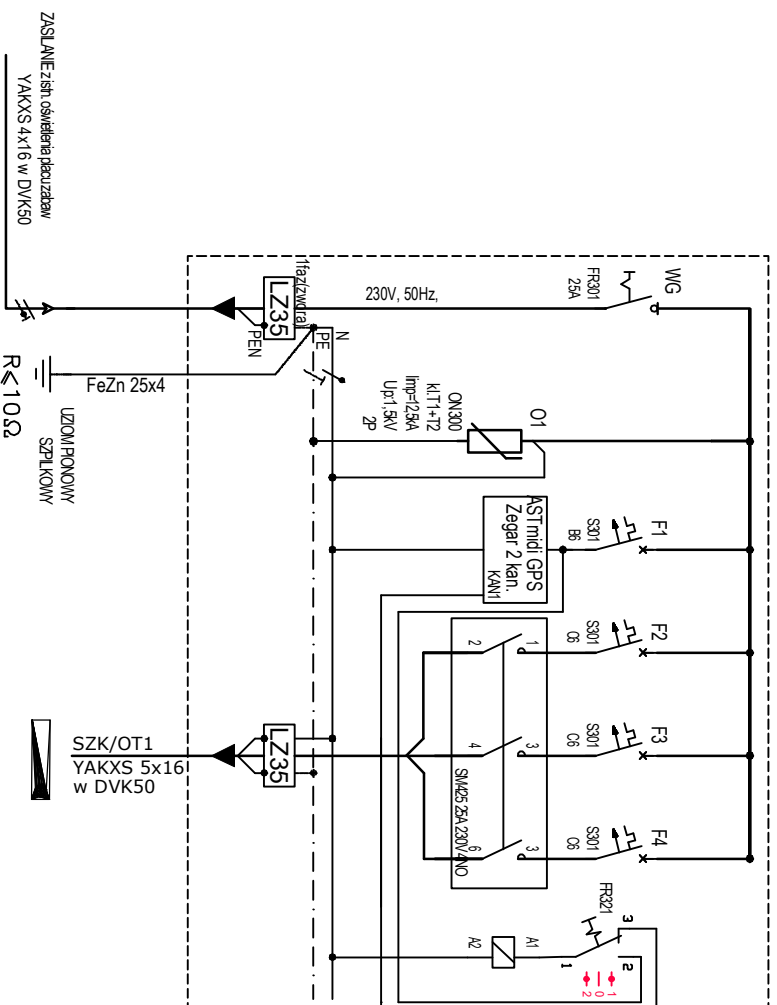 ZASILANIE z istn. oświetlenia placu zabaw
YAKXS 4x16 w DVK50
WG
FR301
25A
230V, 50Hz,
1faz(zwora)
LZ35
PEN
PE
N
FeZn 25x4
R≤10Ω
UZIOM PIONOWY
SZPILKOWY
O1
ON300
kl.T1+T2
Iimp=12,5kA
Up:1,5kV
2P
F1
S301
B6
ASTmidi GPS
Zegar 2 kan.
KAN1
F2
S301
C6
F3
S301
C6
F4
S301
C6
1
2
3
4
3
6
SM425 25A 230V 4NO
LZ35
SZK/OT1
YAKXS 5x16
w DVK50
FR321
3
2
1
1
0
2
A1
A2